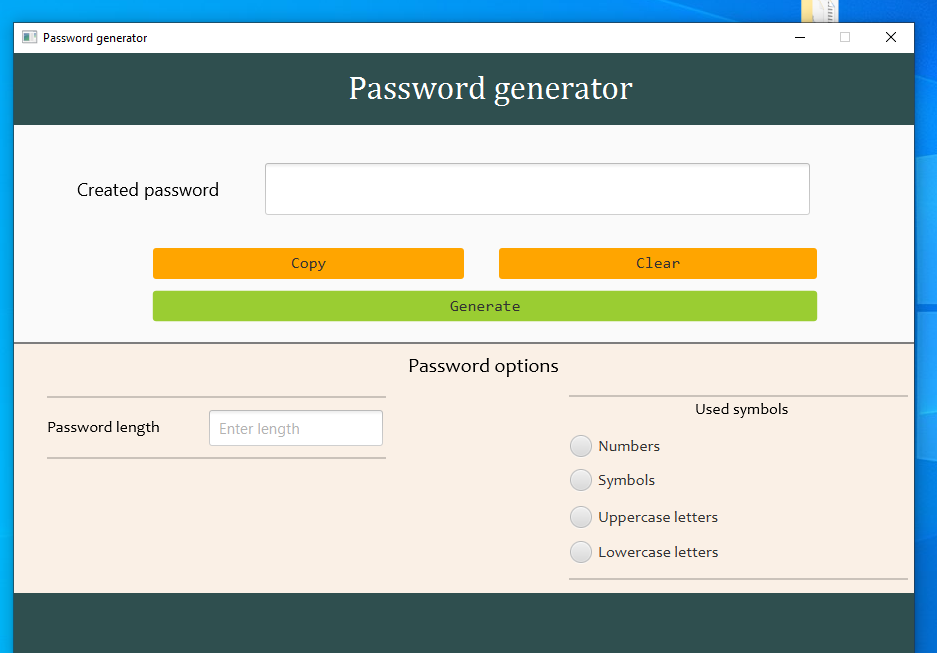 Password generator
Password generator
Created password
Copy Clear
Generate
Password options
Used symbols
Password length Enter length
Numbers
Symbols
Uppercase letters
Lowercase letters